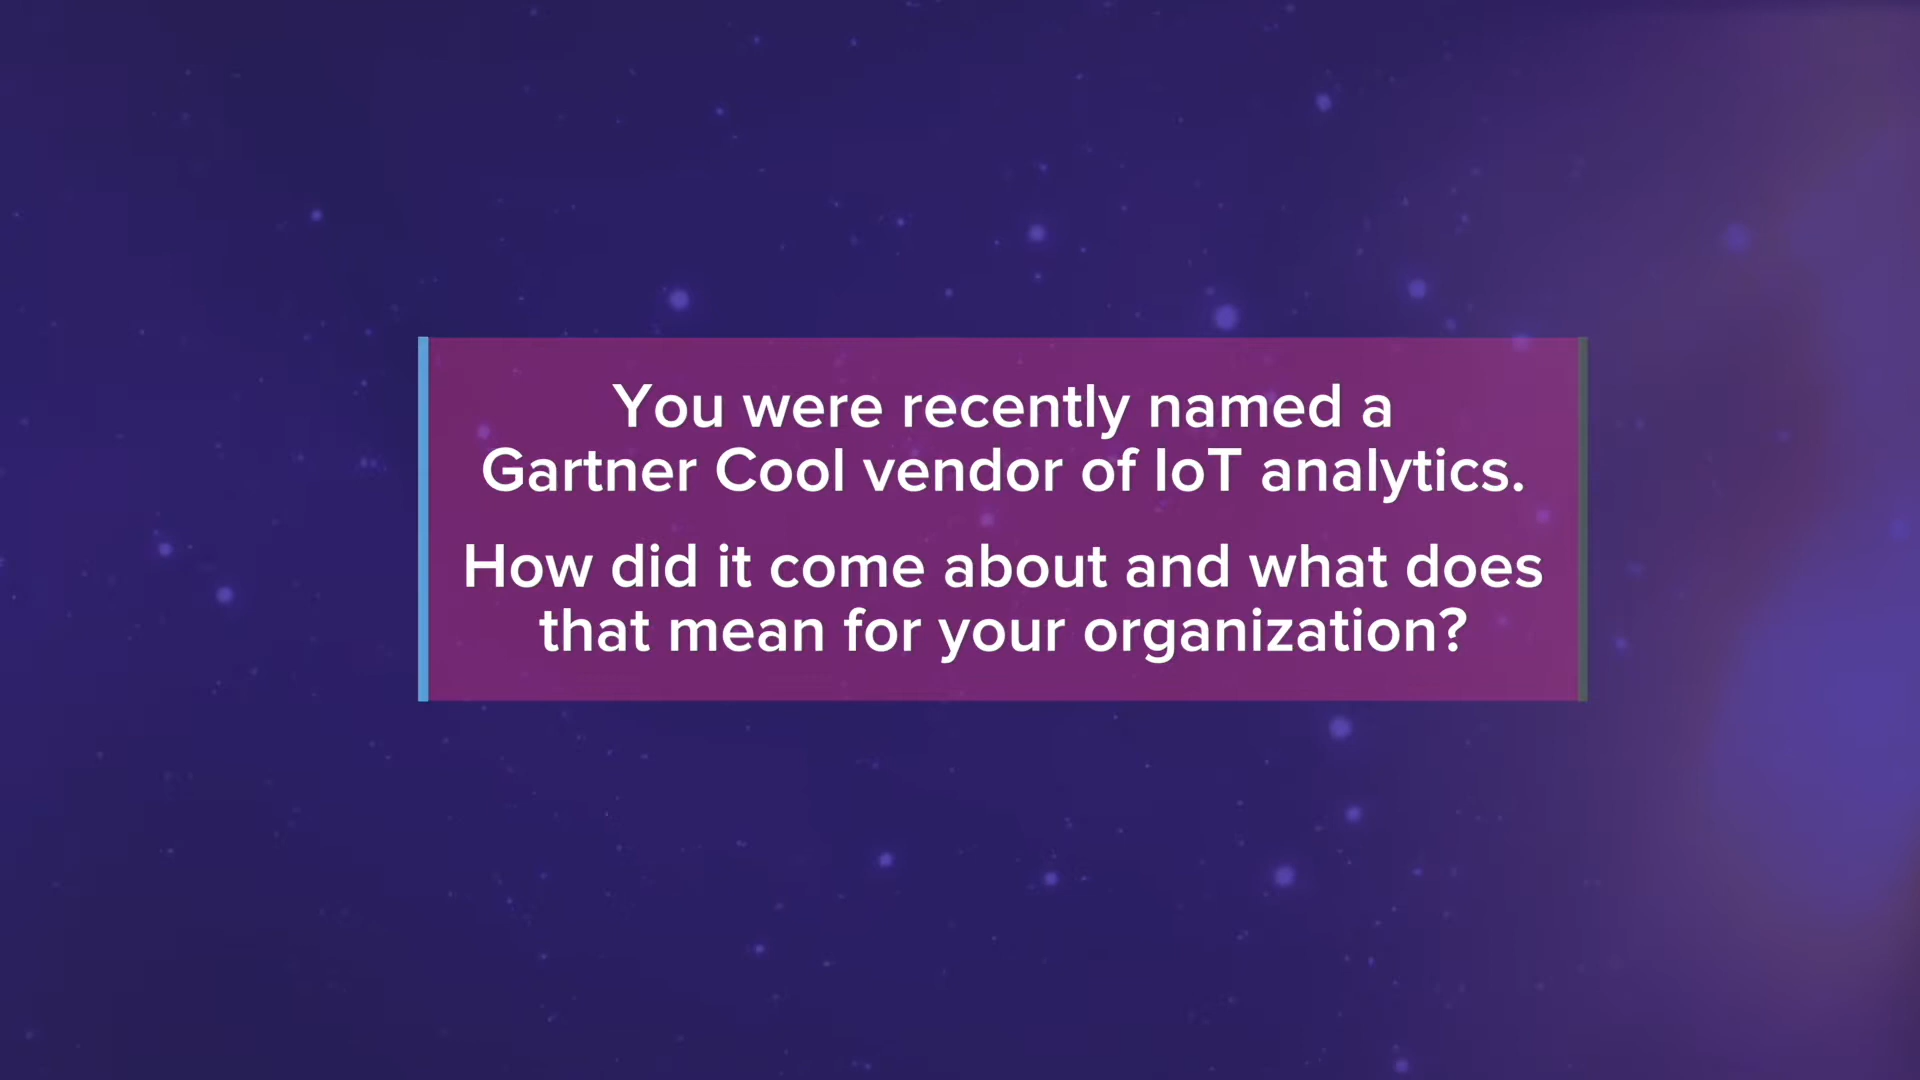 You were recently named a
Gartner Cool vendor of IoT analytics.
How did it come about and what does
that mean for your organization?